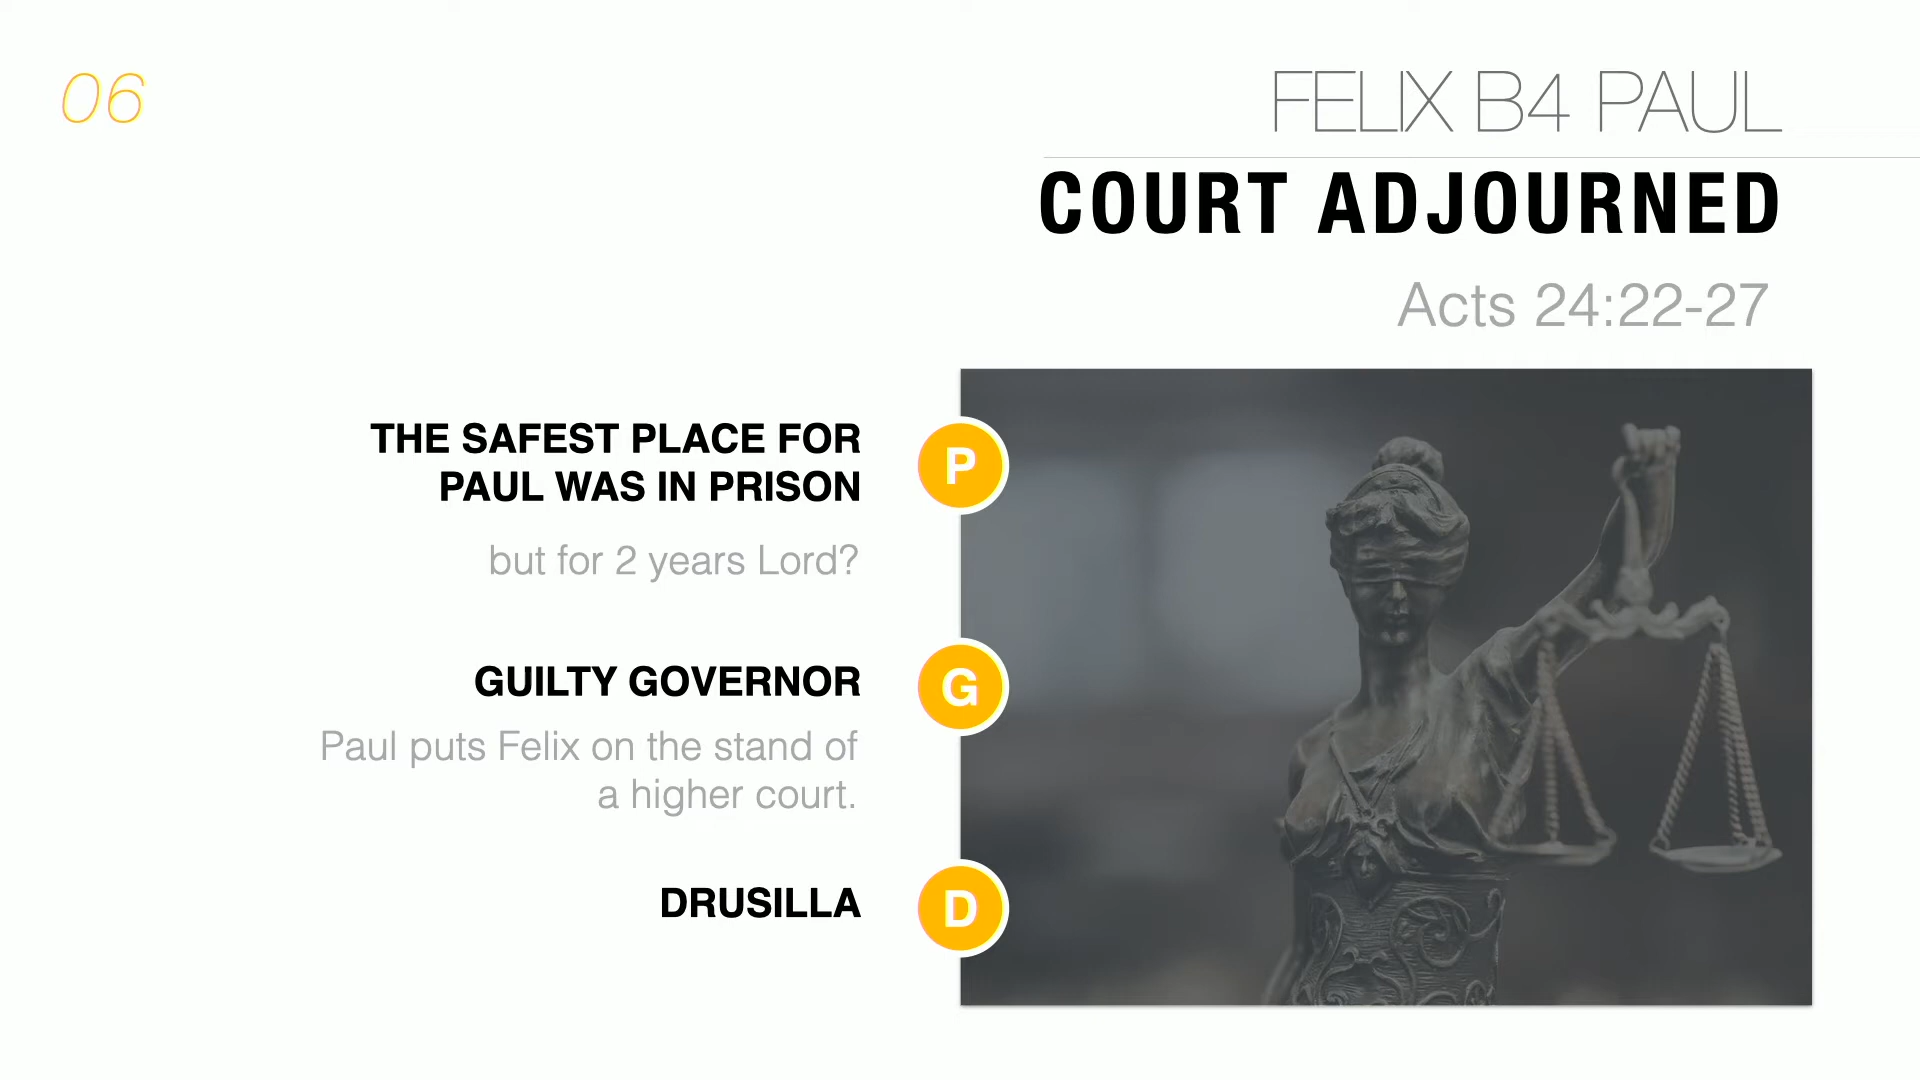 06
FELIX B4 PAUL
COURT ADJOURNED
Acts 24:22-27
THE SAFEST PLACE FOR
PAUL WAS IN PRISON
P
but for 2 years Lord?
GUILTY GOVERNOR
G
Paul puts Felix on the stand of
a higher court.
DRUSILLA
D